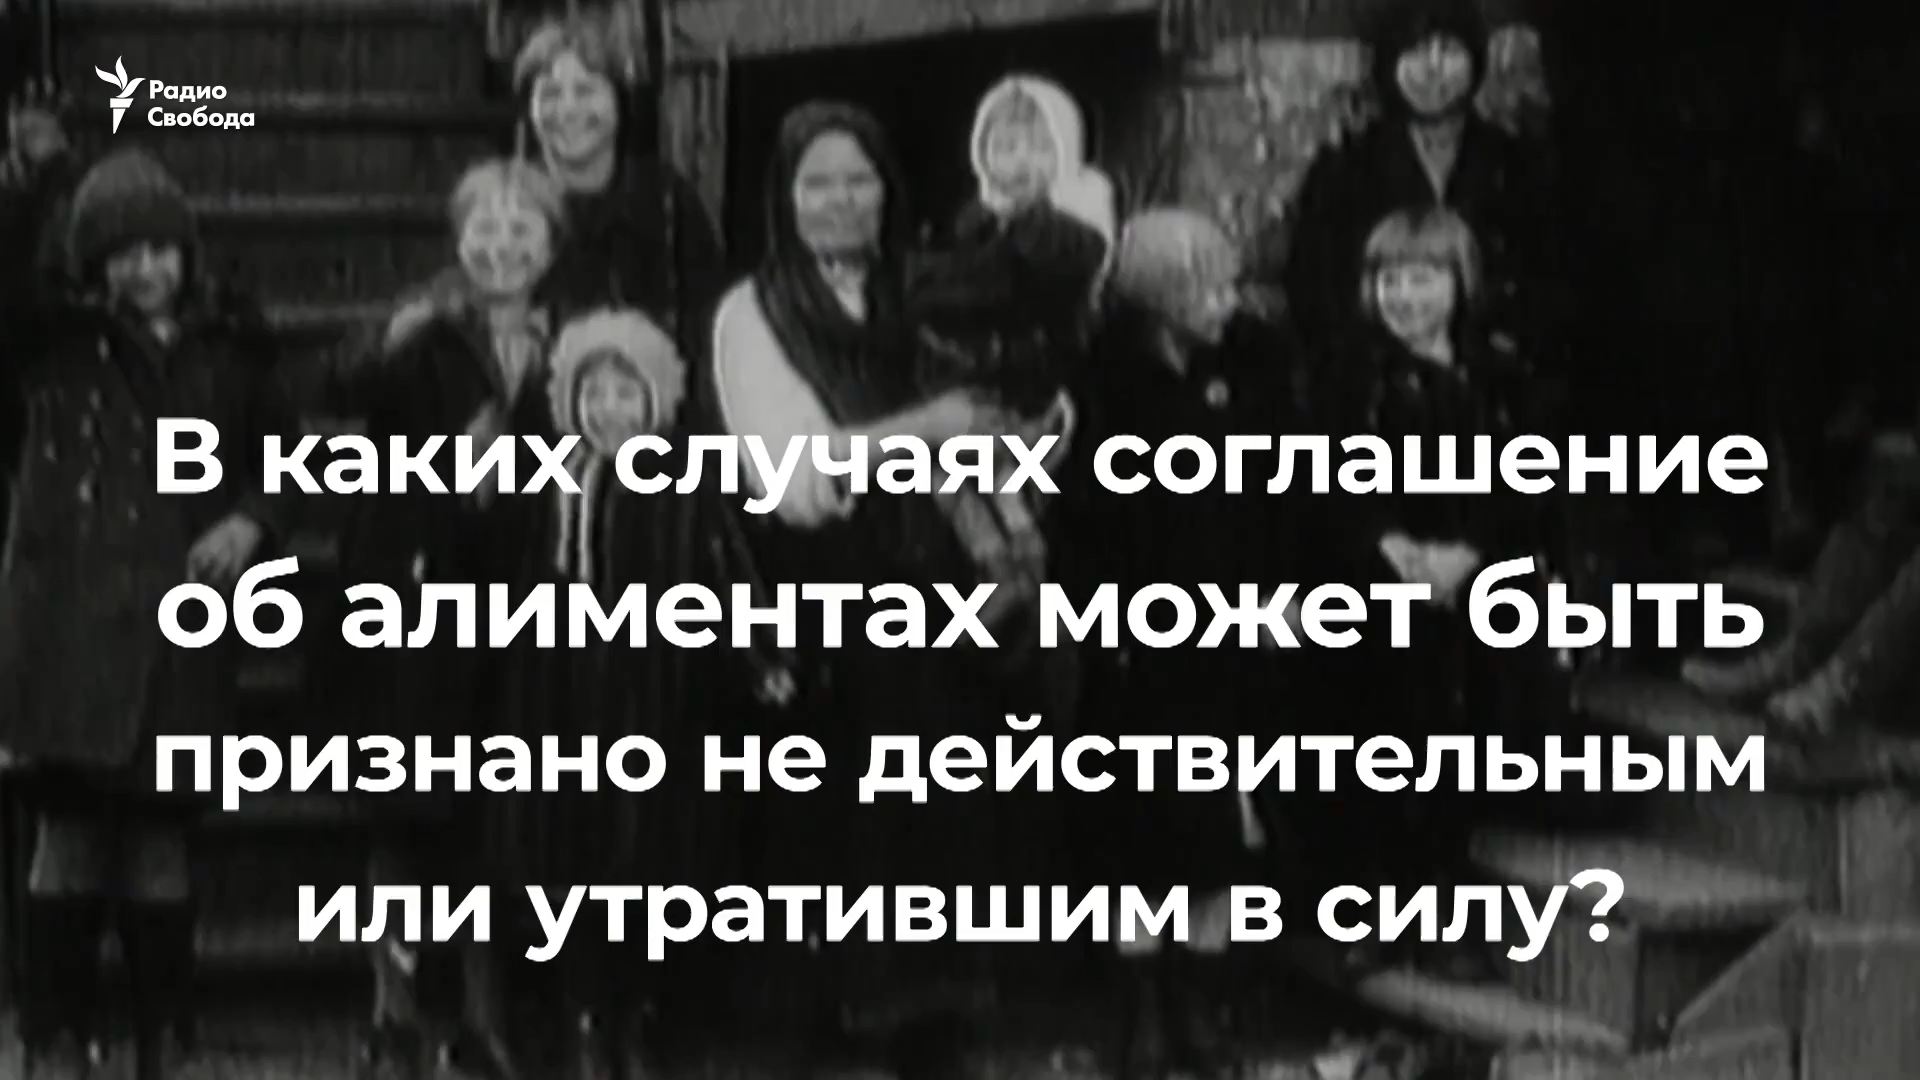 Радио
Свобода
В каких случаях соглашение
об алиментах может быть
признано не действительным
или утратившим в силу?